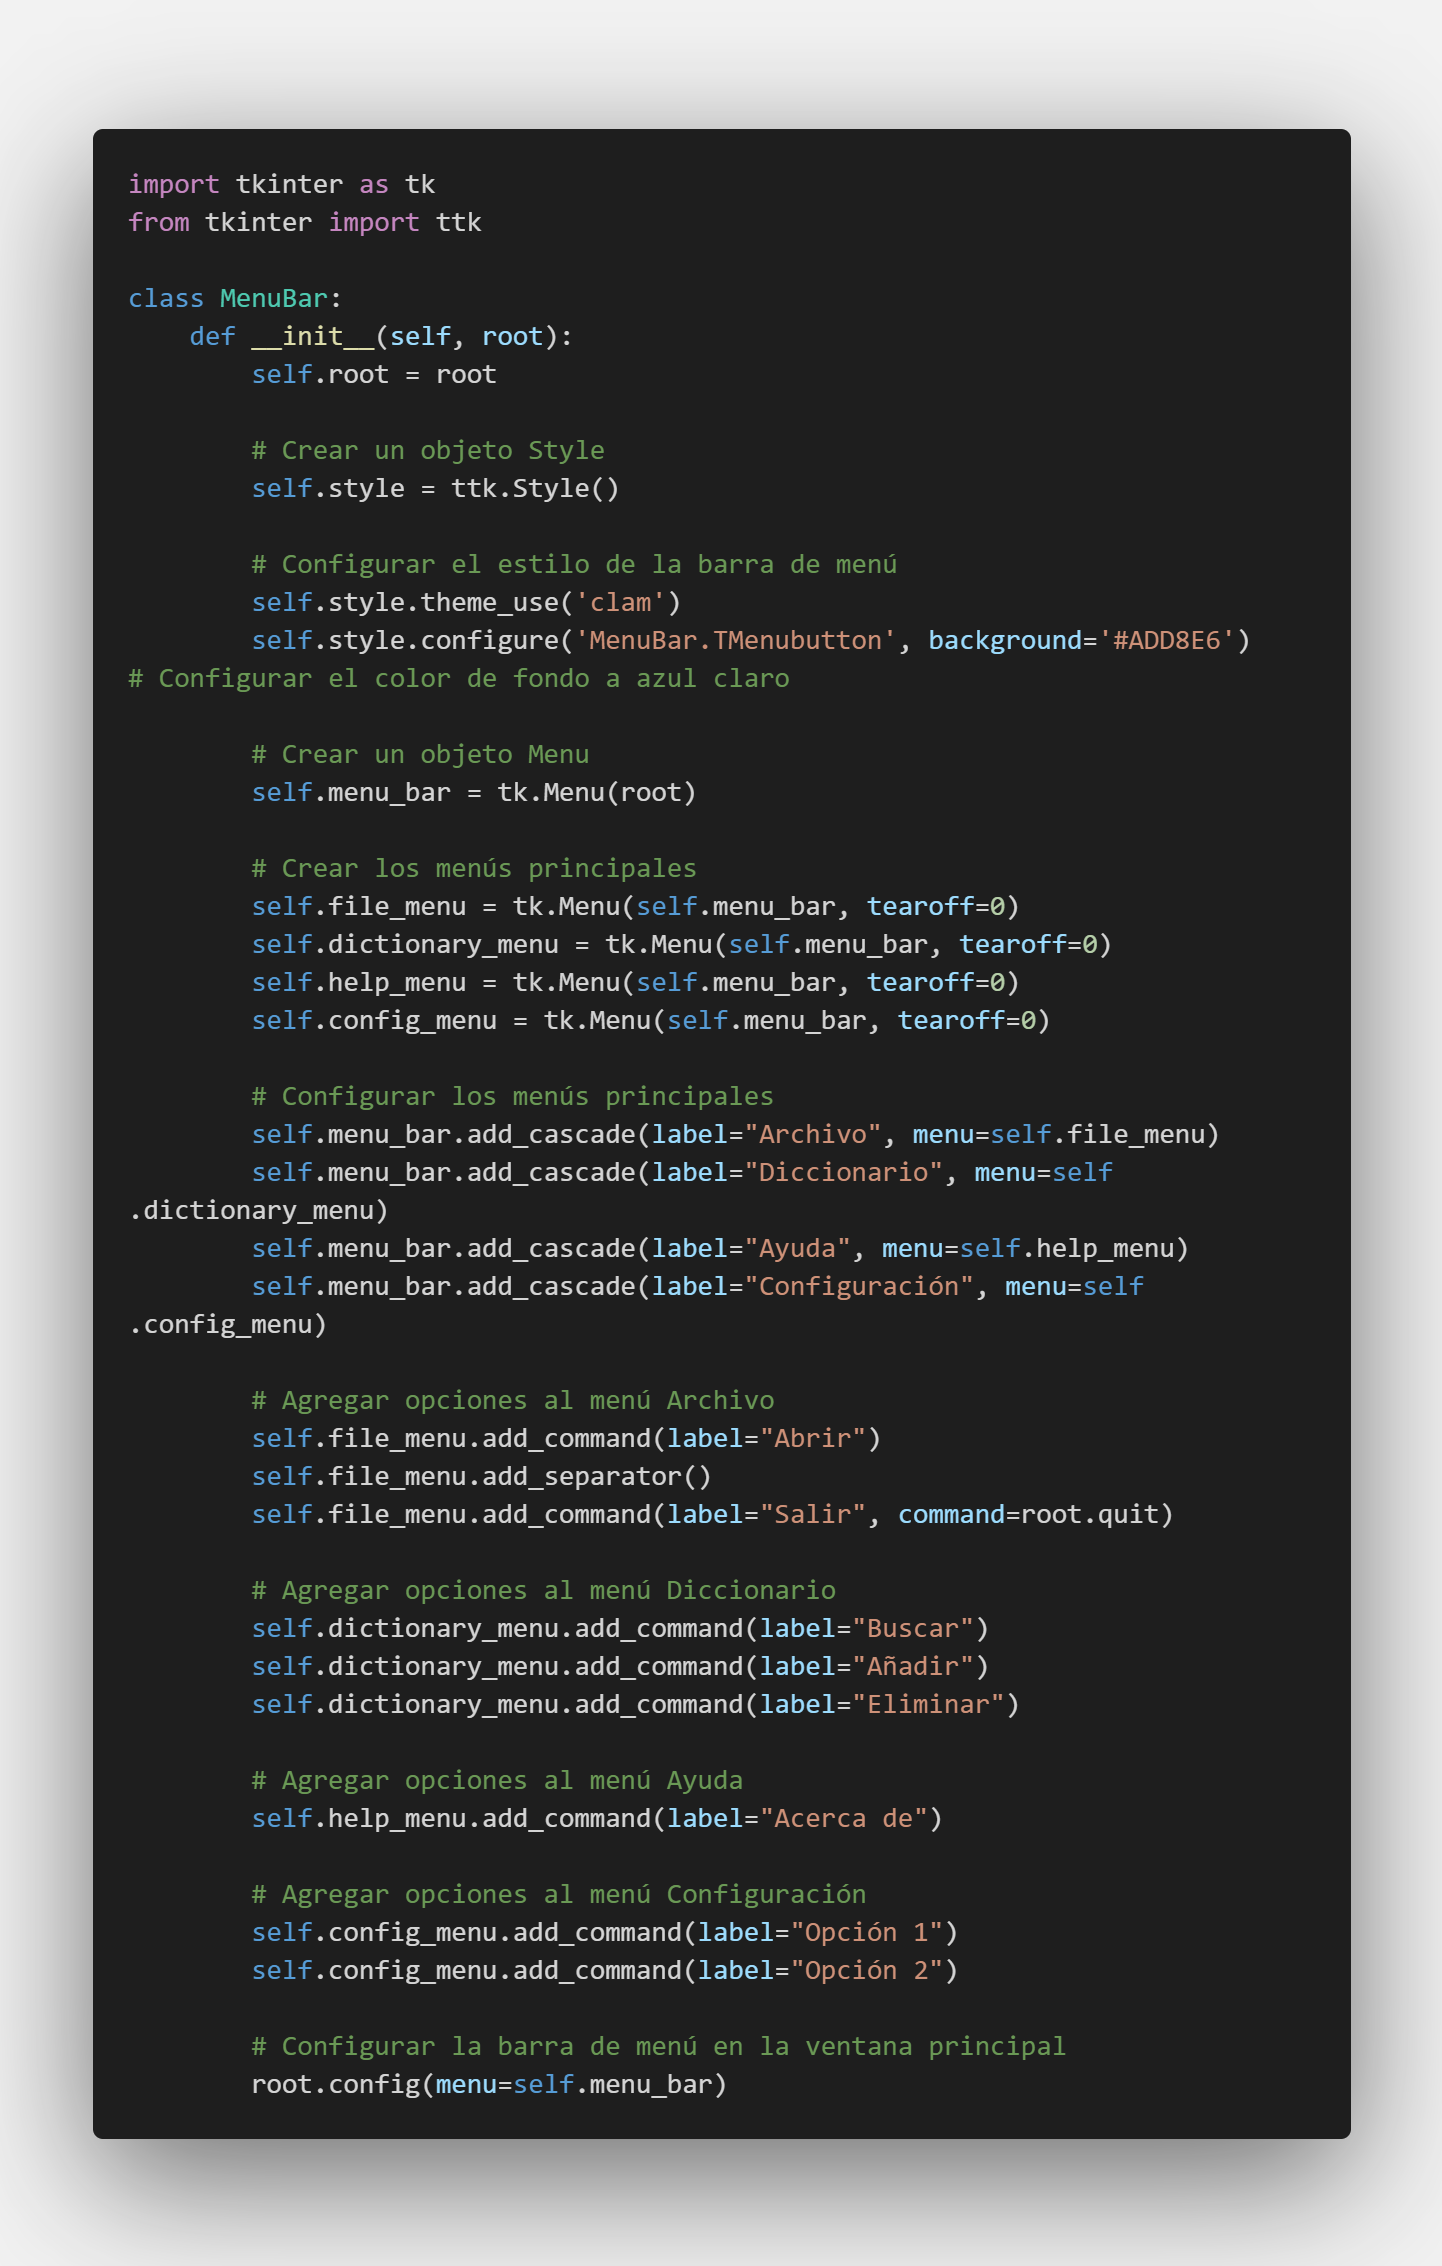 import tkinter as tk
from tkinter import ttk

class MenuBar:
    def __init__(self, root):
        self.root = root

        # Crear un objeto Style
        self.style = ttk.Style()

        # Configurar el estilo de la barra de menú
        self.style.theme_use('clam')
        self.style.configure('MenuBar.TMenubutton', background='#ADD8E6')
# Configurar el color de fondo a azul claro

        # Crear un objeto Menu
        self.menu_bar = tk.Menu(root)

        # Crear los menús principales
        self.file_menu = tk.Menu(self.menu_bar, tearoff=0)
        self.dictionary_menu = tk.Menu(self.menu_bar, tearoff=0)
        self.help_menu = tk.Menu(self.menu_bar, tearoff=0)
        self.config_menu = tk.Menu(self.menu_bar, tearoff=0)

        # Configurar los menús principales
        self.menu_bar.add_cascade(label="Archivo", menu=self.file_menu)
        self.menu_bar.add_cascade(label="Diccionario", menu=self
.dictionary_menu)
        self.menu_bar.add_cascade(label="Ayuda", menu=self.help_menu)
        self.menu_bar.add_cascade(label="Configuración", menu=self
.config_menu)

        # Agregar opciones al menú Archivo
        self.file_menu.add_command(label="Abrir")
        self.file_menu.add_separator()
        self.file_menu.add_command(label="Salir", command=root.quit)

        # Agregar opciones al menú Diccionario
        self.dictionary_menu.add_command(label="Buscar")
        self.dictionary_menu.add_command(label="Añadir")
        self.dictionary_menu.add_command(label="Eliminar")

        # Agregar opciones al menú Ayuda
        self.help_menu.add_command(label="Acerca de")

        # Agregar opciones al menú Configuración
        self.config_menu.add_command(label="Opción 1")
        self.config_menu.add_command(label="Opción 2")

        # Configurar la barra de menú en la ventana principal
        root.config(menu=self.menu_bar)